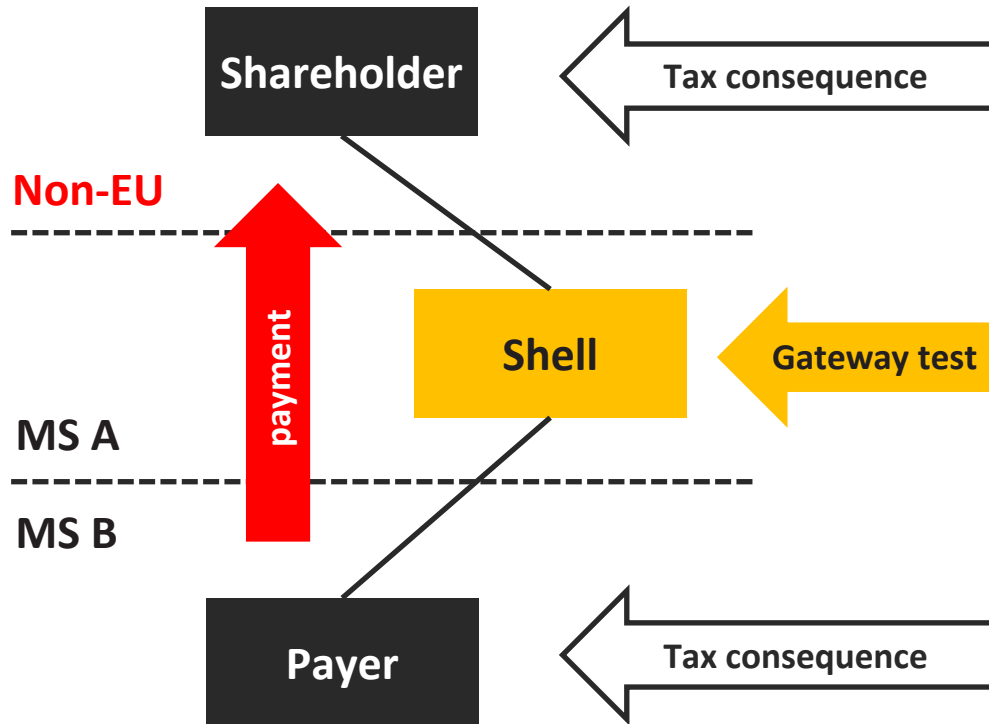 Shareholder
Tax consequence
Non-EU
payment
Shell
Gateway test
MS A
MS B
Payer
Tax consequence